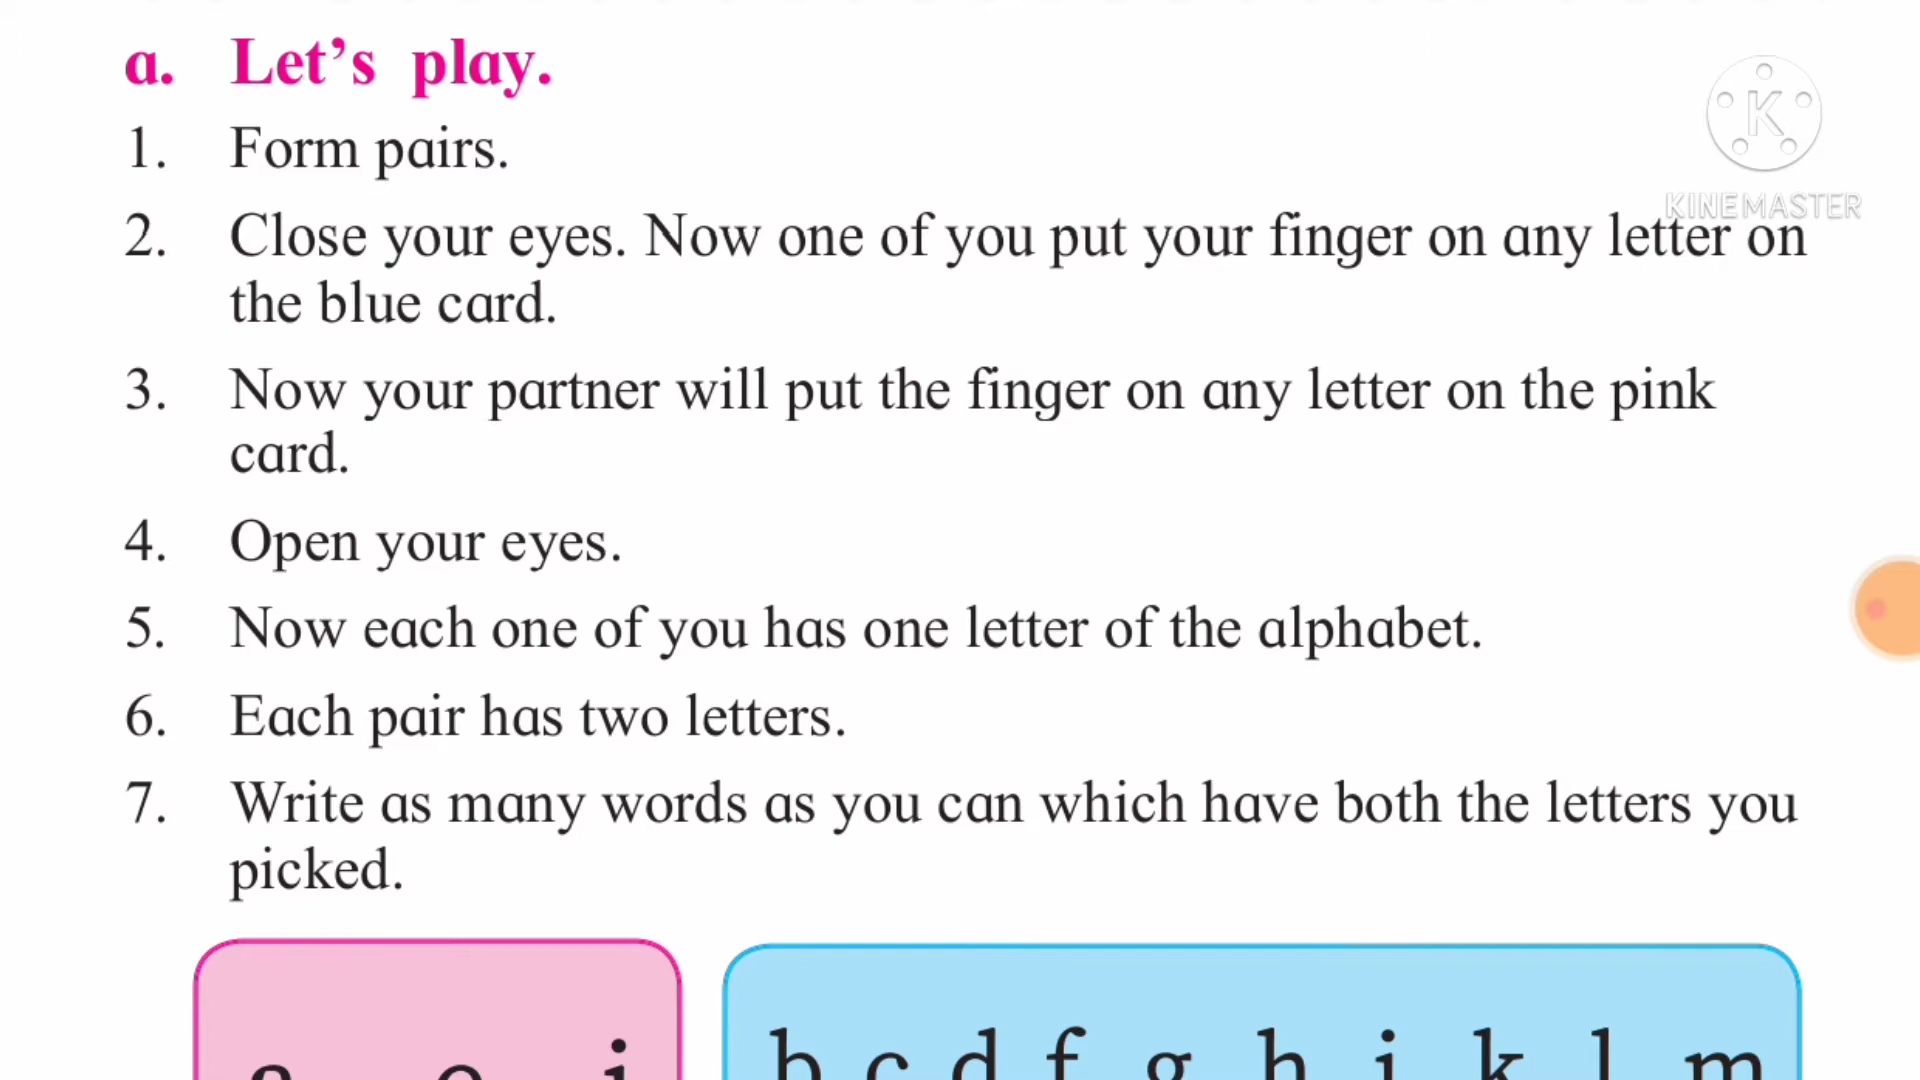 a. Let's play.
1. Form pairs.
K
KINEMASTER
2. Close your eyes. Now one of you put your finger on any letter on
the blue card.
3. Now your partner will put the finger on any letter on the pink
card.
4. Open your eyes.
5. Now each one of you has one letter of the alphabet.
6. Each pair has two letters.
7. Write as many words as you can which have both the letters you
picked.
a e i
b c d f g h j k l m